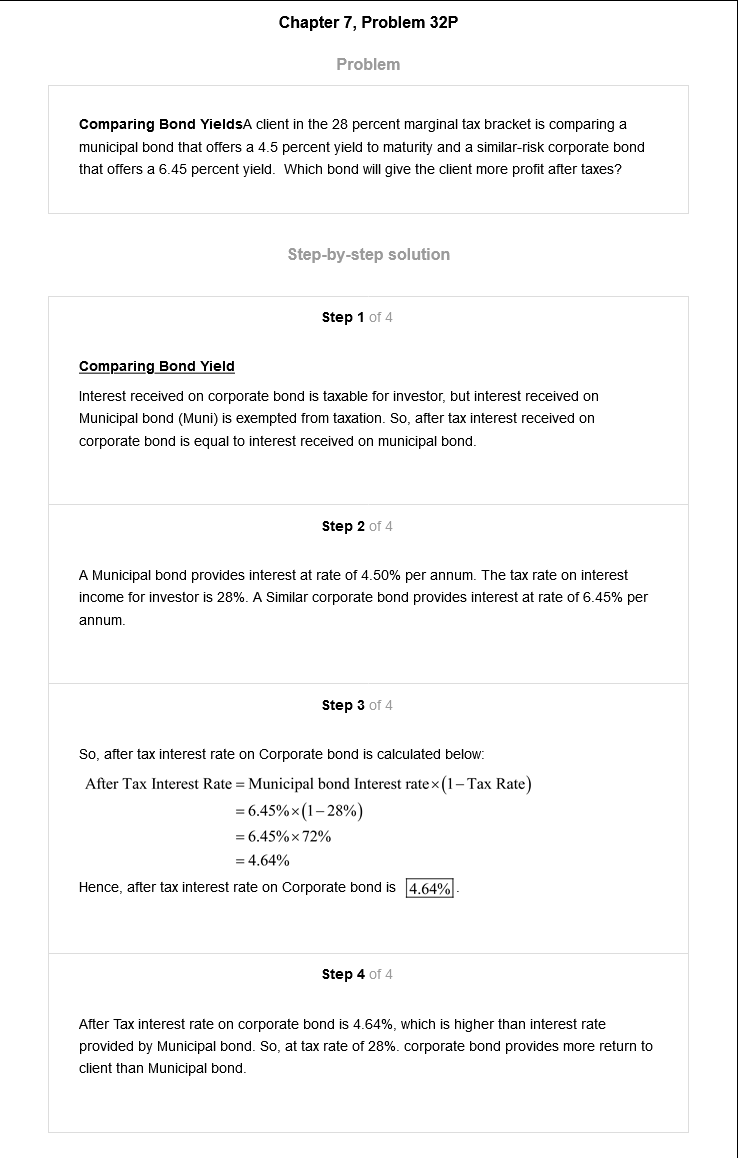 Chapter 7, Problem 32P
Problem
Comparing Bond YieldsA client in the 28 percent marginal tax bracket is comparing a
municipal bond that offers a 4.5 percent yield to maturity and a similar-risk corporate bond
that offers a 6.45 percent yield.  Which bond will give the client more profit after taxes?
Step-by-step solution
Step 1 of 4
Comparing Bond Yield
Interest received on corporate bond is taxable for investor, but interest received on
Municipal bond (Muni) is exempted from taxation. So, after tax interest received on
corporate bond is equal to interest received on municipal bond.
Step 2 of 4
A Municipal bond provides interest at rate of 4.50% per annum. The tax rate on interest
income for investor is 28%. A Similar corporate bond provides interest at rate of 6.45% per
annum.
Step 3 of 4
So, after tax interest rate on Corporate bond is calculated below:
After Tax Interest Rate = Municipal bond Interest rate×(1−Tax Rate)
= 6.45%×(1−28%)
= 6.45%×72%
= 4.64%
Hence, after tax interest rate on Corporate bond is 4.64%.
Step 4 of 4
After Tax interest rate on corporate bond is 4.64%, which is higher than interest rate
provided by Municipal bond. So, at tax rate of 28%. corporate bond provides more return to
client than Municipal bond.